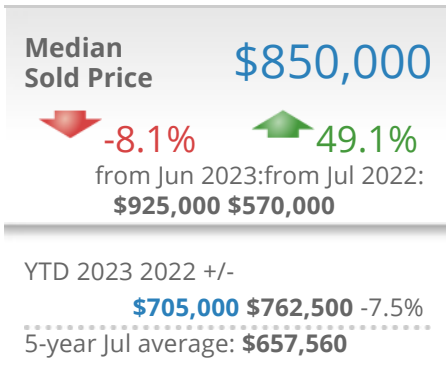 Median
Sold Price
$850,000
-8.1%
49.1%
from Jun 2023:from Jul 2022:
$925,000 $570,000
YTD 2023 2022 +/-
$705,000 $762,500 -7.5%
5-year Jul average: $657,560